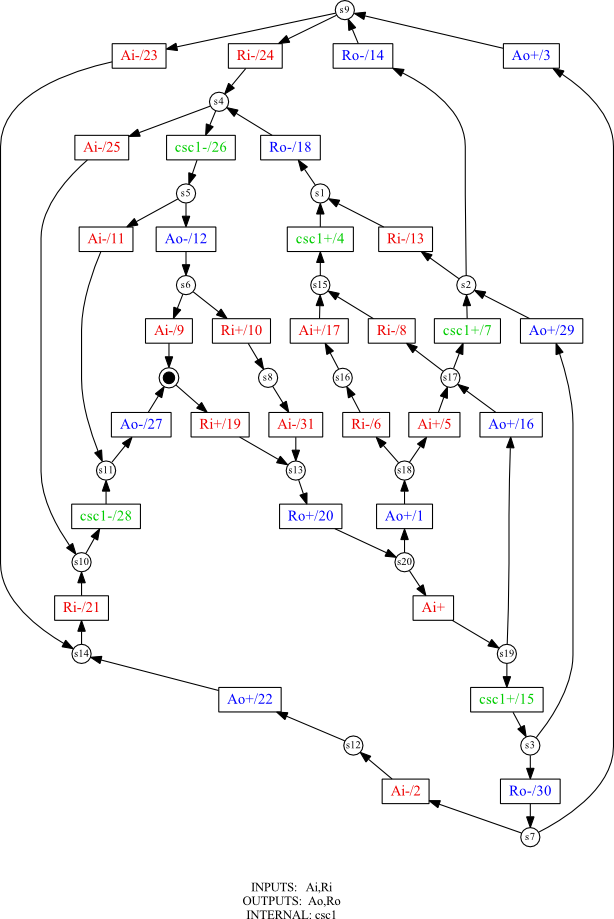 s9
Ai-/23 Ri-/24 Ro-/14 Ao+/3
s4
Ai-/25 csc1-/26 Ro-/18
s5 s1
Ai-/11 Ao-/12 csc1+/4 Ri-/13
s6 s15 s2
Ai-/9 Ri+/10 Ai+/17 Ri-/8 csc1+/7 Ao+/29
s8 s16 s17
Ao-/27 Ri+/19 Ai-/31 Ri-/6 Ai+/5 Ao+/16
s11 s13 s18
csc1-/28 Ro+/20 Ao+/1
s10 s20
Ri-/21 Ai+
s14 s19
Ao+/22 csc1+/15
s12 s3
Ai-/2 Ro-/30
s7
INPUTS: Ai,Ri
OUTPUTS: Ao,Ro
INTERNAL: csc1